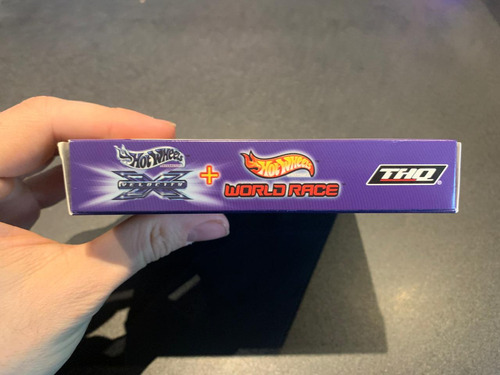 HOT WHEELS
VELOCITY X
+
HOT WHEELS
WORLD RACE
THQ